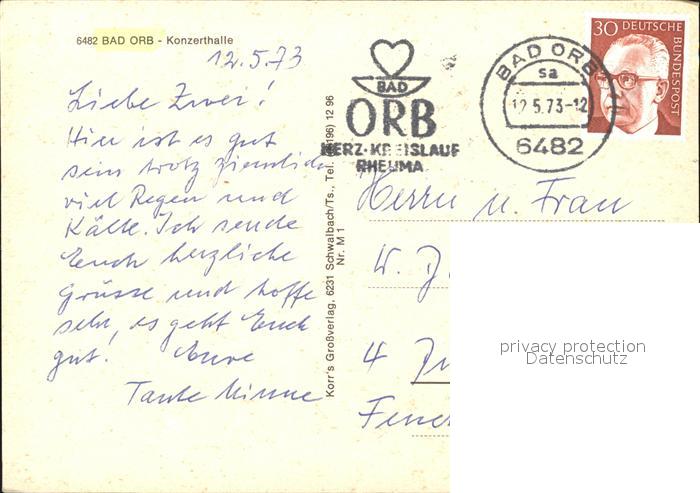 6482 BAD ORB - Konzerthalle
12.5.73
Liebe Zwei!
Hier ist es gut
sein trotz ziemlich
viel Regen und
Kälte. Ich sende
Euch herzliche
Grüsse und hoffe
sehr, es geht Euch
gut! Eure
Tante Minne
Korr's Großverlag, 6231 Schwalbach/Ts., Tel. (06196) 12 96
Nr. M 1
BAD
ORB
HERZ-KREISLAUF
RHEUMA
BAD ORB 1
sa
12.5.73-12
6482
30 DEUTSCHE
BUNDESPOST
Herrn u. Frau
W.
4
privacy protection
Datenschutz